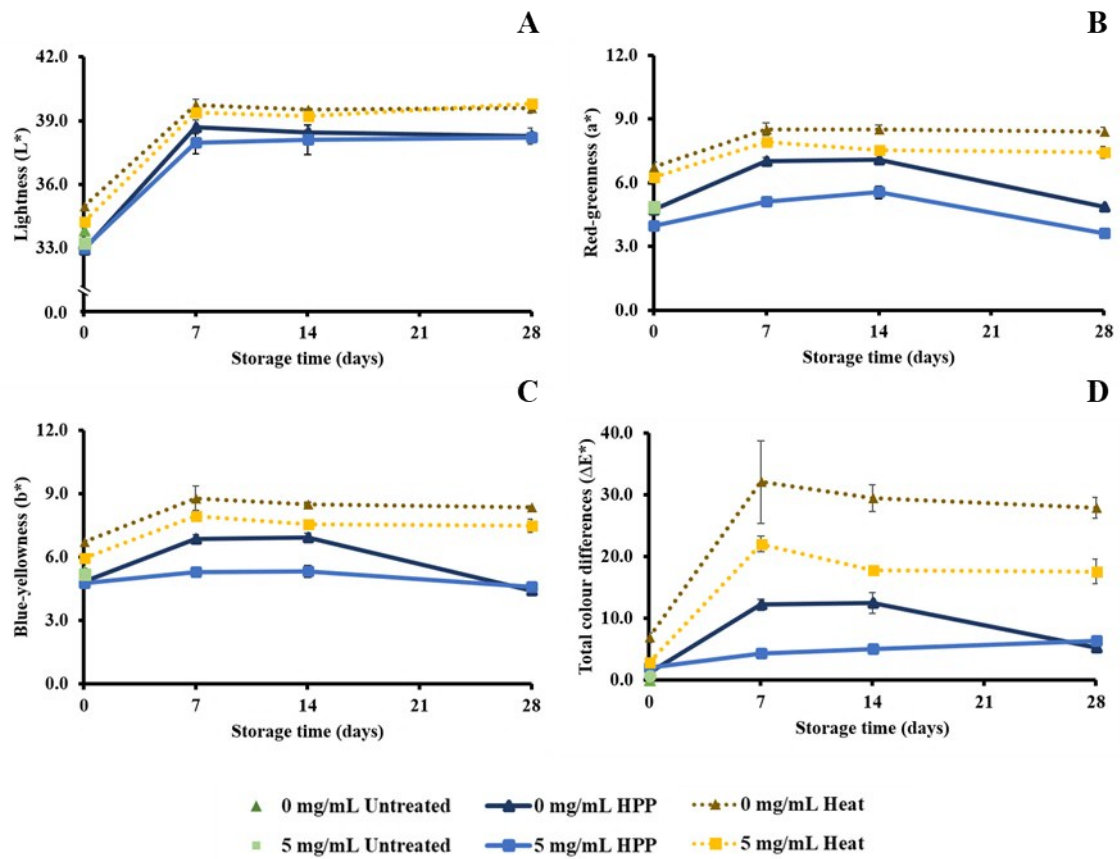 A
42.0
39.0
36.0
33.0
0.0
Lightness (L*)
0 7 14 21 28
Storage time (days)
B
12.0
9.0
6.0
3.0
0.0
Red-greenness (a*)
0 7 14 21 28
Storage time (days)
C
12.0
9.0
6.0
3.0
0.0
Blue-yellowness (b*)
0 7 14 21 28
Storage time (days)
D
40.0
30.0
20.0
10.0
0.0
Total colour differences (ΔE*)
0 7 14 21 28
Storage time (days)
0 mg/mL Untreated 0 mg/mL HPP 0 mg/mL Heat
5 mg/mL Untreated 5 mg/mL HPP 5 mg/mL Heat